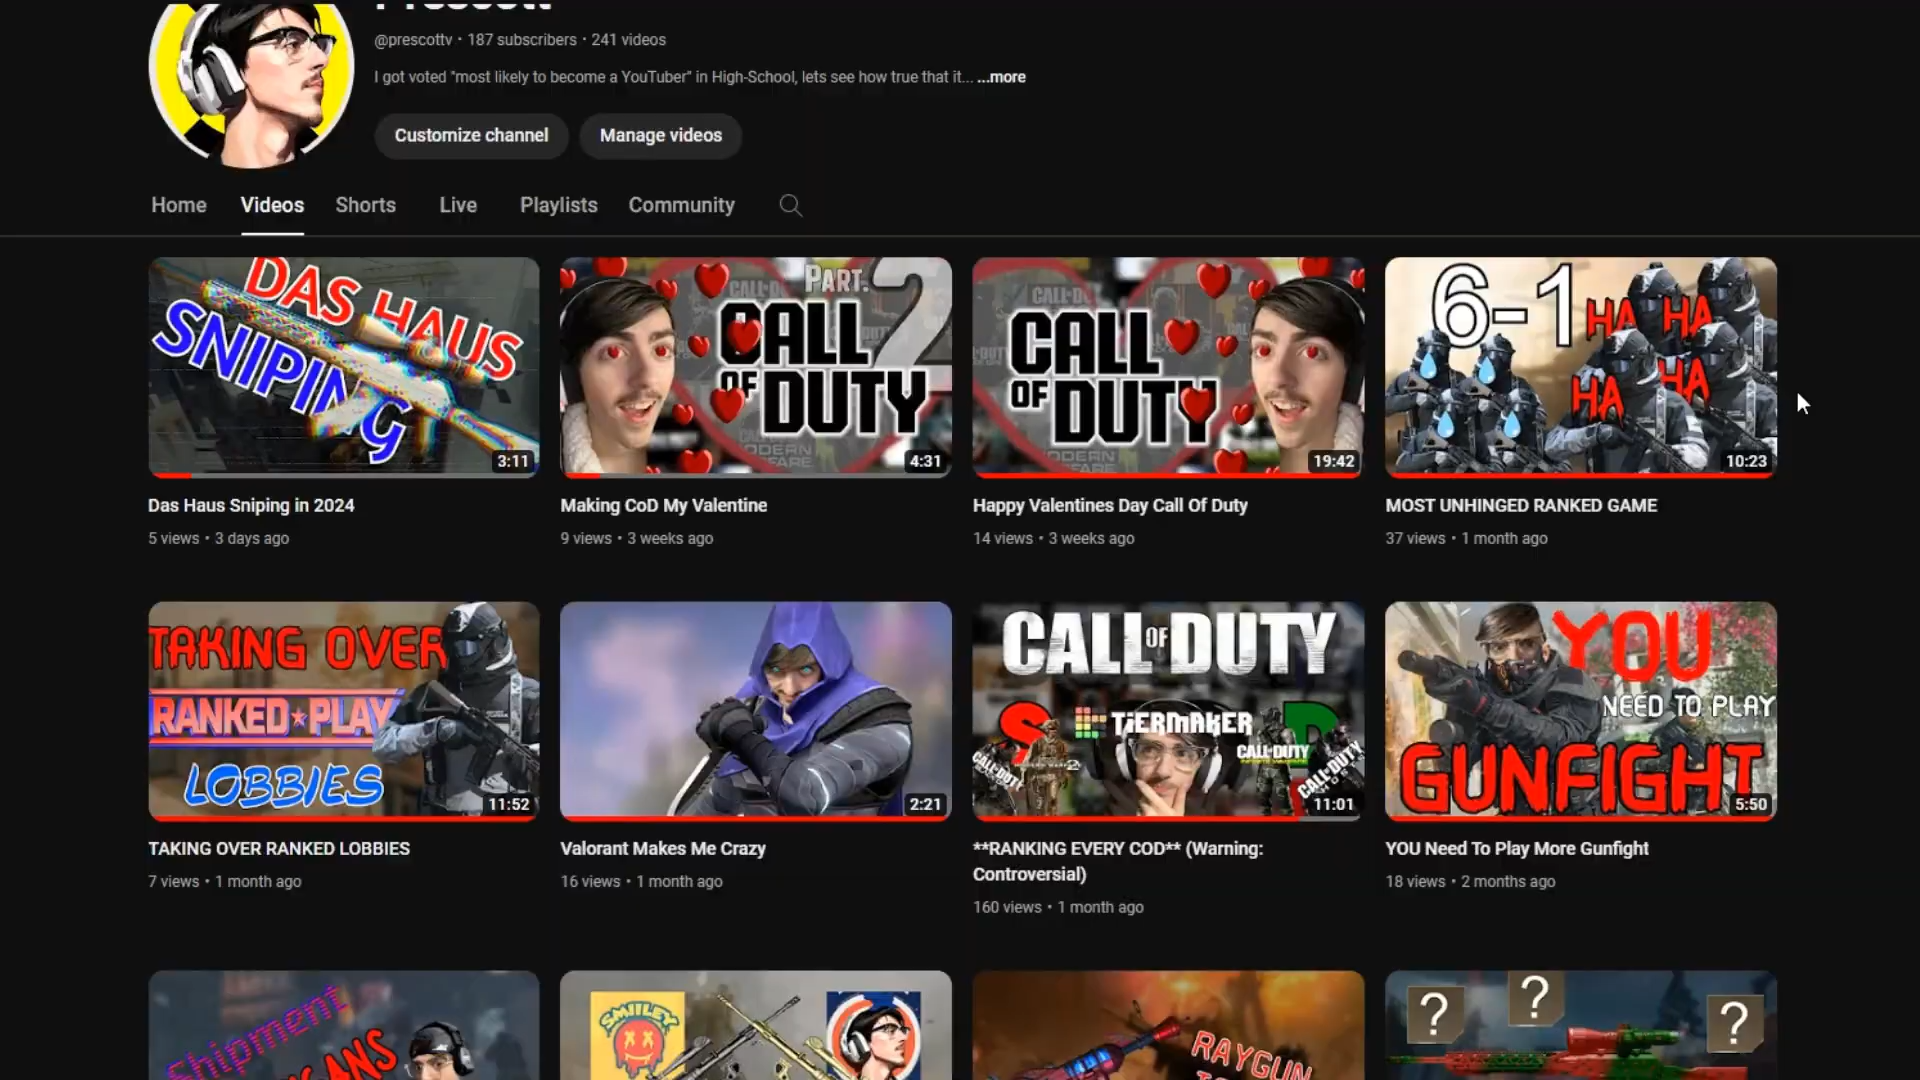 Prescott
@prescottv • 187 subscribers • 241 videos
I got voted "most likely to become a YouTuber" in High-School, lets see how true that it... ...more
Customize channel
Manage videos
Home
Videos
Shorts
Live
Playlists
Community
DAS HAUS
SNIPING
3:11
PART. 2
CALL
OF DUTY
4:31
CALL
OF DUTY
19:42
6-1
HA HA
HA HA
10:23
Das Haus Sniping in 2024
5 views • 3 days ago
Making CoD My Valentine
9 views • 3 weeks ago
Happy Valentines Day Call Of Duty
14 views • 3 weeks ago
MOST UNHINGED RANKED GAME
37 views • 1 month ago
TAKING OVER
RANKED★PLAY
LOBBIES
11:52
2:21
CALL OF DUTY
S
TiERMAKER
D
CALL·DUTY
CALL·DUTY
CALL·DUTY
11:01
YOU
NEED TO PLAY
GUNFIGHT
5:50
TAKING OVER RANKED LOBBIES
7 views • 1 month ago
Valorant Makes Me Crazy
16 views • 1 month ago
**RANKING EVERY COD** (Warning:
Controversial)
160 views • 1 month ago
YOU Need To Play More Gunfight
18 views • 2 months ago
Shipment
SMILEY
RAYGUN
? ? ?